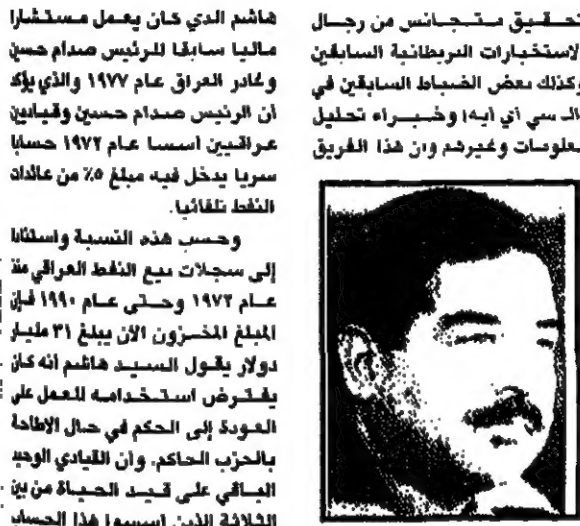 تحقيق متجانس من رجال
الاستخبارات البريطانية السابقين
وكذلك بعض الضباط السابقين في
الـ سي آي ايه) وخبراء تحليل
معلومات وغيرهم وان هذا الفريق
هاشم الذي كان يعمل مستشارا
ماليا سابقا للرئيس صدام حسين
وغادر العراق عام ١٩٧٧ والذي يؤكد
أن الرئيس صدام حسين وقياديين
عراقيين أسسا عام ١٩٧٢ حسابا
سريا يدخل فيه مبلغ ٥٪ من عائدات
النفط تلقائيا.
وحسب هذه النسبة واستنادا
إلى سجلات بيع النفط العراقي منذ
عام ١٩٧٢ وحتى عام ١٩٩٠ فإن
المبلغ المخزون الآن يبلغ ٣١ مليار
دولار يقول السيد هاشم انه كان
يفترض استخدامه للعمل على
العودة إلى الحكم في حال الإطاحة
بالحزب الحاكم. وان القيادي الوحيد
الباقي على قيد الحياة من بين
الثلاثة الذين اسسوا هذا الحساب